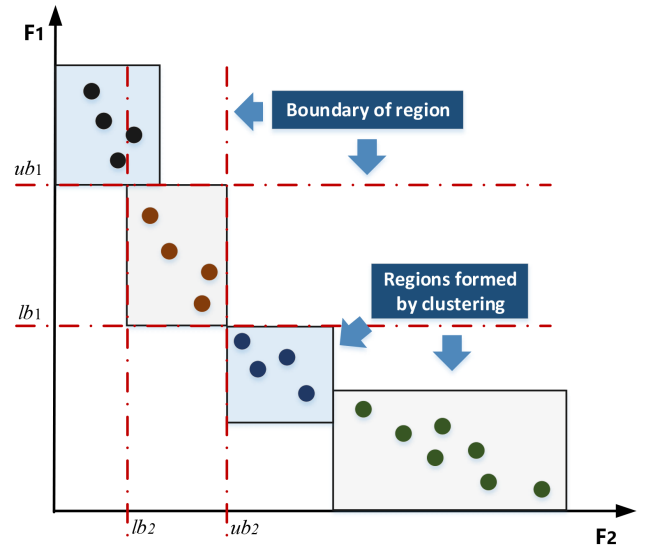 F1
Boundary of region
ub1
Regions formed
by clustering
lb1
lb2
ub2
F2